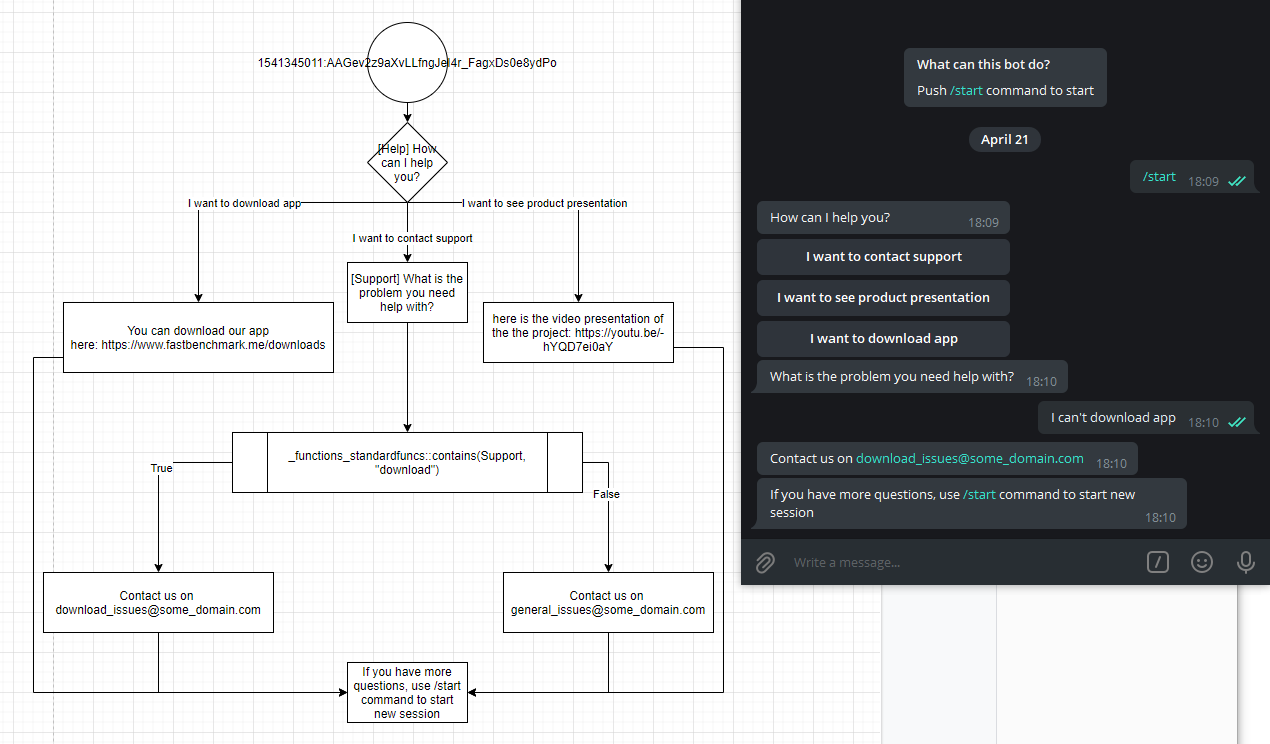 [Help] How
can I help
you?
I want to download app
I want to see product presentation
I want to contact support
[Support] What is the
problem you need
help with?
You can download our app
here: https://www.fastbenchmark.me/downloads
here is the video presentation of
the the project: https://youtu.be/-
hYQD7ei0aY
_functions_standardfuncs::contains(Support,
"download")
True
False
Contact us on
download_issues@some_domain.com
Contact us on
general_issues@some_domain.com
If you have more
questions, use /start
command to start
new session
What can this bot do?
Push /start command to start
April 21
/start 18:09
How can I help you? 18:09
I want to contact support
I want to see product presentation
I want to download app
What is the problem you need help with? 18:10
I can't download app 18:10
Contact us on download_issues@some_domain.com 18:10
If you have more questions, use /start command to start new
session 18:10
Write a message...